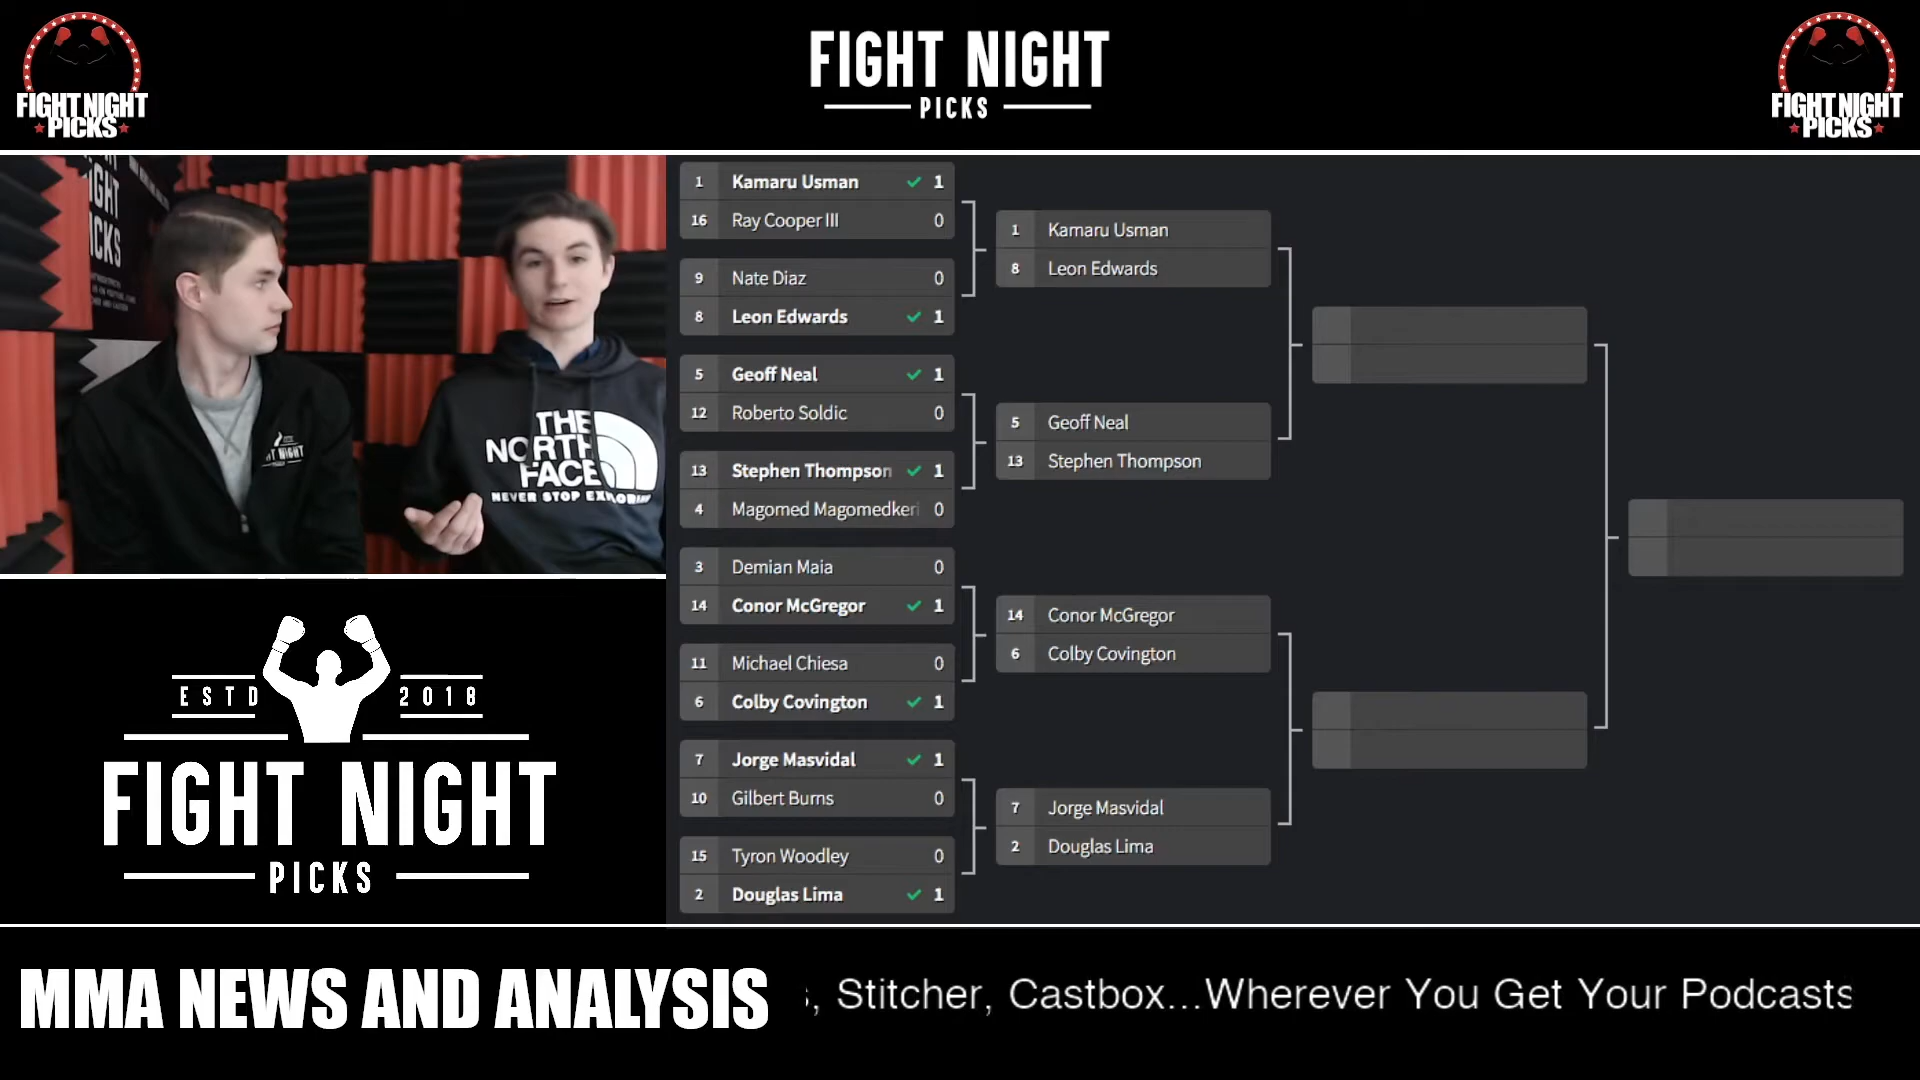 FIGHT NIGHT
PICKS
FIGHT NIGHT
PICKS
FIGHT NIGHT
PICKS
GHT
ICKS
THE
NORTH
FACE
NEVER STOP EXPLORING
HT NIGHT
1 Kamaru Usman 1
16 Ray Cooper III 0
9 Nate Diaz 0
8 Leon Edwards 1
5 Geoff Neal 1
12 Roberto Soldic 0
13 Stephen Thompson 1
4 Magomed Magomedkeri 0
3 Demian Maia 0
14 Conor McGregor 1
11 Michael Chiesa 0
6 Colby Covington 1
7 Jorge Masvidal 1
10 Gilbert Burns 0
15 Tyron Woodley 0
2 Douglas Lima 1
1 Kamaru Usman
8 Leon Edwards
5 Geoff Neal
13 Stephen Thompson
14 Conor McGregor
6 Colby Covington
7 Jorge Masvidal
2 Douglas Lima
ESTD 2018
FIGHT NIGHT
PICKS
MMA NEWS AND ANALYSIS
, Stitcher, Castbox...Wherever You Get Your Podcasts